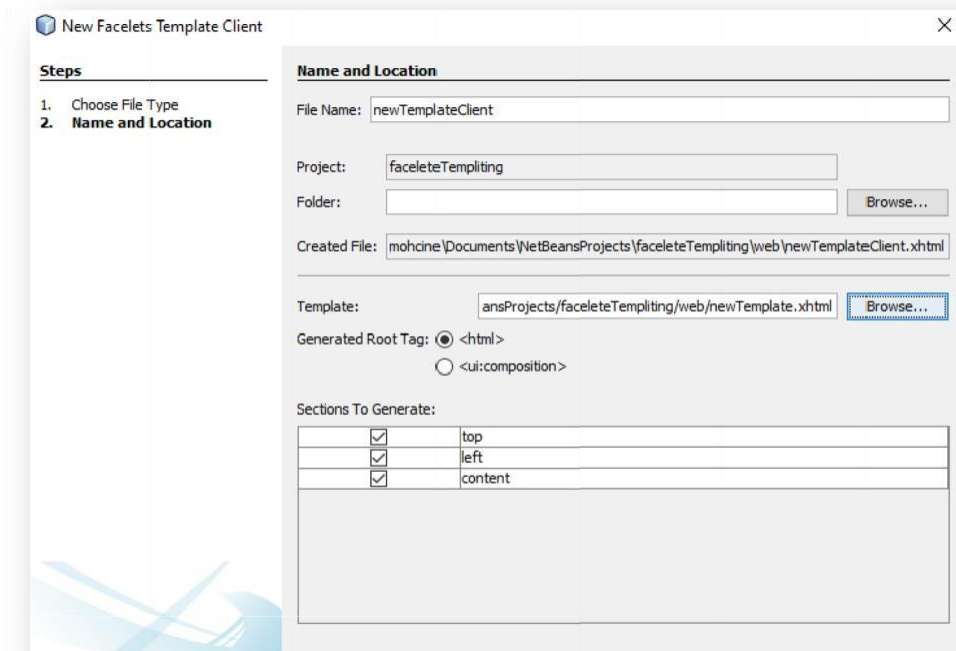 New Facelets Template Client
Steps
1. Choose File Type
2. Name and Location
Name and Location
File Name: newTemplateClient
Project: faceleteTempliting
Folder: Browse...
Created File: mohcine\Documents\NetBeansProjects\faceleteTempliting\web\newTemplateClient.xhtml
Template: ansProjects/faceleteTempliting/web/newTemplate.xhtml Browse...
Generated Root Tag: <html>
<ui:composition>
Sections To Generate:
top
left
content